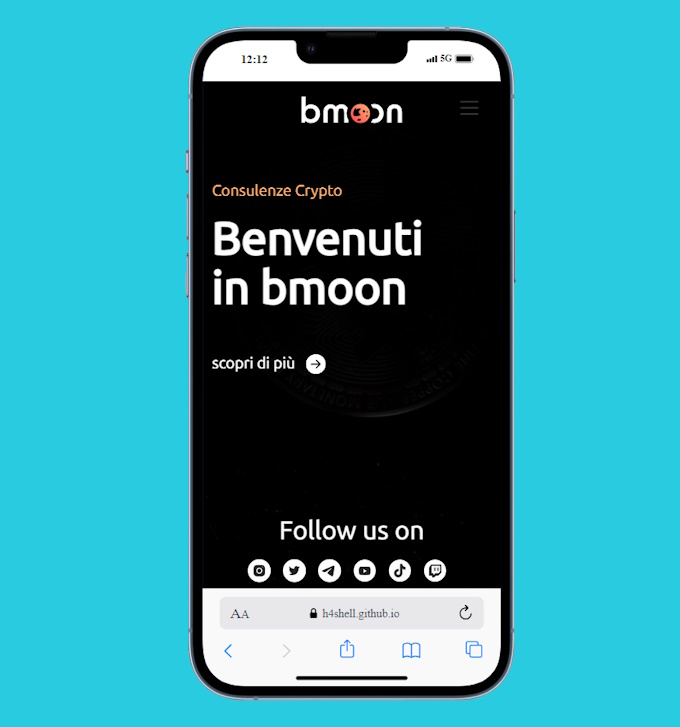 12:12
5G
bmoon
Consulenze Crypto
Benvenuti
in bmoon
scopri di più
Follow us on
AA
h4shell.github.io